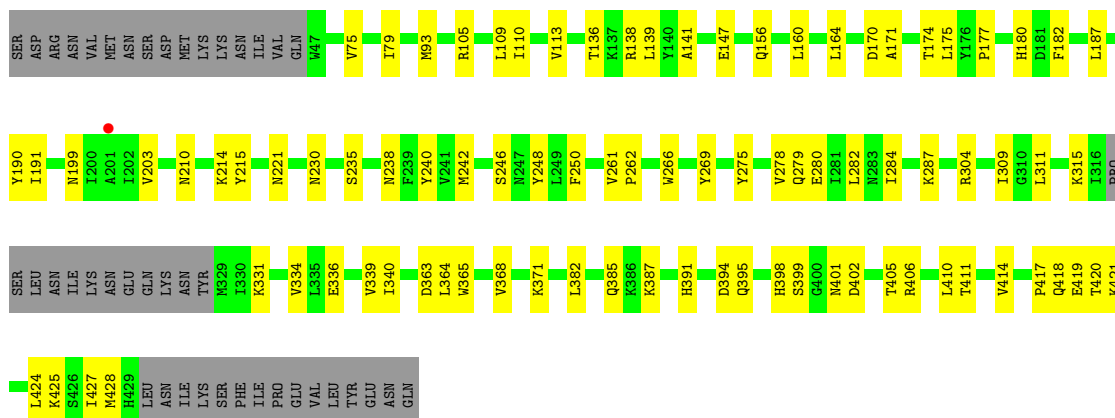 SER ASP ARG ASN VAL MET ASN SER ASP MET LYS LYS ASN ILE VAL GLN W47 V75 I79 M93 R105 L109 I110 V113 T136 K137 R138 L139 Y140 A141 E147 Q156 L160 L164 D170 A171 T174 L175 Y176 P177 H180 D181 F182 L187
Y190 I191 N199 I200 A201 I202 V203 N210 K214 Y215 N221 N230 S235 N238 F239 Y240 V241 M242 S246 N247 Y248 L249 F250 V261 P262 W266 Y269 Y275 V278 Q279 E280 I281 L282 N283 I284 K287 R304 I309 G310 L311 K315 I316 PRO
SER LEU ASN ILE LYS ASN GLU GLN LYS ASN TYR M329 I330 K331 V334 L335 E336 V339 I340 D363 L364 W365 V368 K371 L382 Q385 K386 K387 H391 D394 Q395 H398 S399 G400 N401 D402 T405 R406 L410 T411 V414 P417 Q418 E419 T420 K421
L424 K425 S426 I427 M428 H429 LEU ASN ILE LYS SER PHE ILE PRO GLU VAL LEU TYR GLU ASN GLN